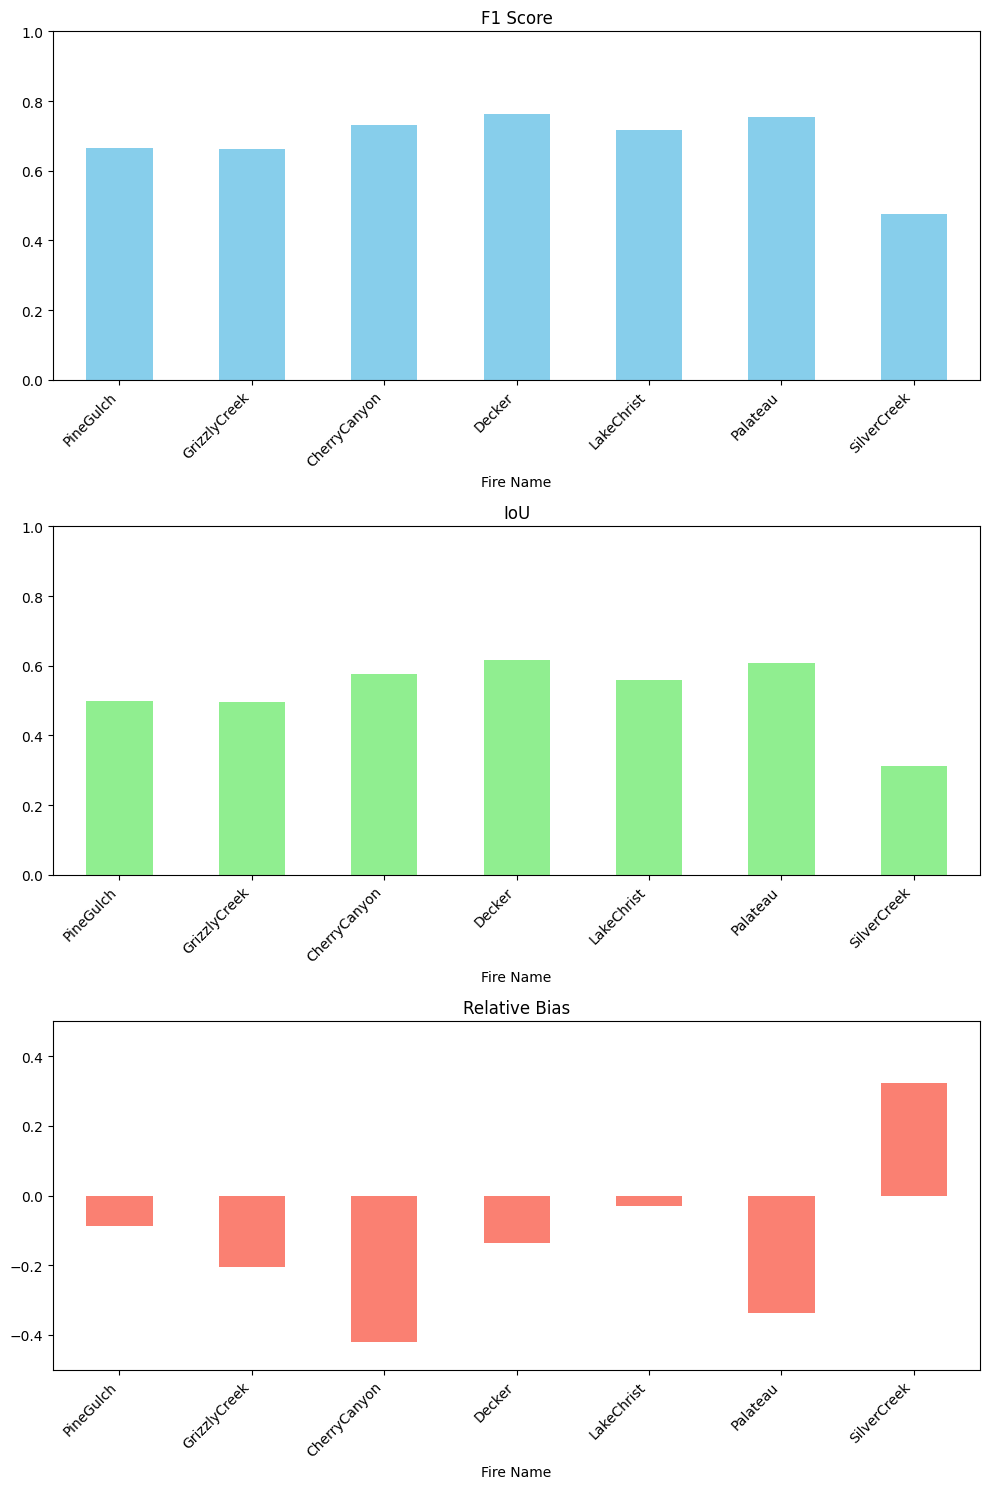 F1 Score
1.0
0.8
0.6
0.4
0.2
0.0
PineGulch
GrizzlyCreek
CherryCanyon
Decker
LakeChrist
Palateau
SilverCreek
Fire Name
IoU
1.0
0.8
0.6
0.4
0.2
0.0
PineGulch
GrizzlyCreek
CherryCanyon
Decker
LakeChrist
Palateau
SilverCreek
Fire Name
Relative Bias
0.4
0.2
0.0
−0.2
−0.4
PineGulch
GrizzlyCreek
CherryCanyon
Decker
LakeChrist
Palateau
SilverCreek
Fire Name